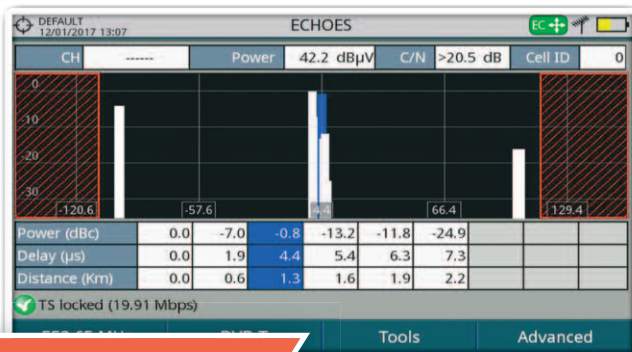 DEFAULT
12/01/2017 13:07
ECHOES
EC
CH ------ Power 42.2 dBµV C/N >20.5 dB Cell ID 0
0
-10
-20
-30
-120.6 -57.6 4.4 66.4 129.4
Power (dBc) 0.0 -7.0 -0.8 -13.2 -11.8 -24.9
Delay (µs) 0.0 1.9 4.4 5.4 6.3 7.3
Distance (Km) 0.0 0.6 1.3 1.6 1.9 2.2
TS locked (19.91 Mbps)
Tools Advanced